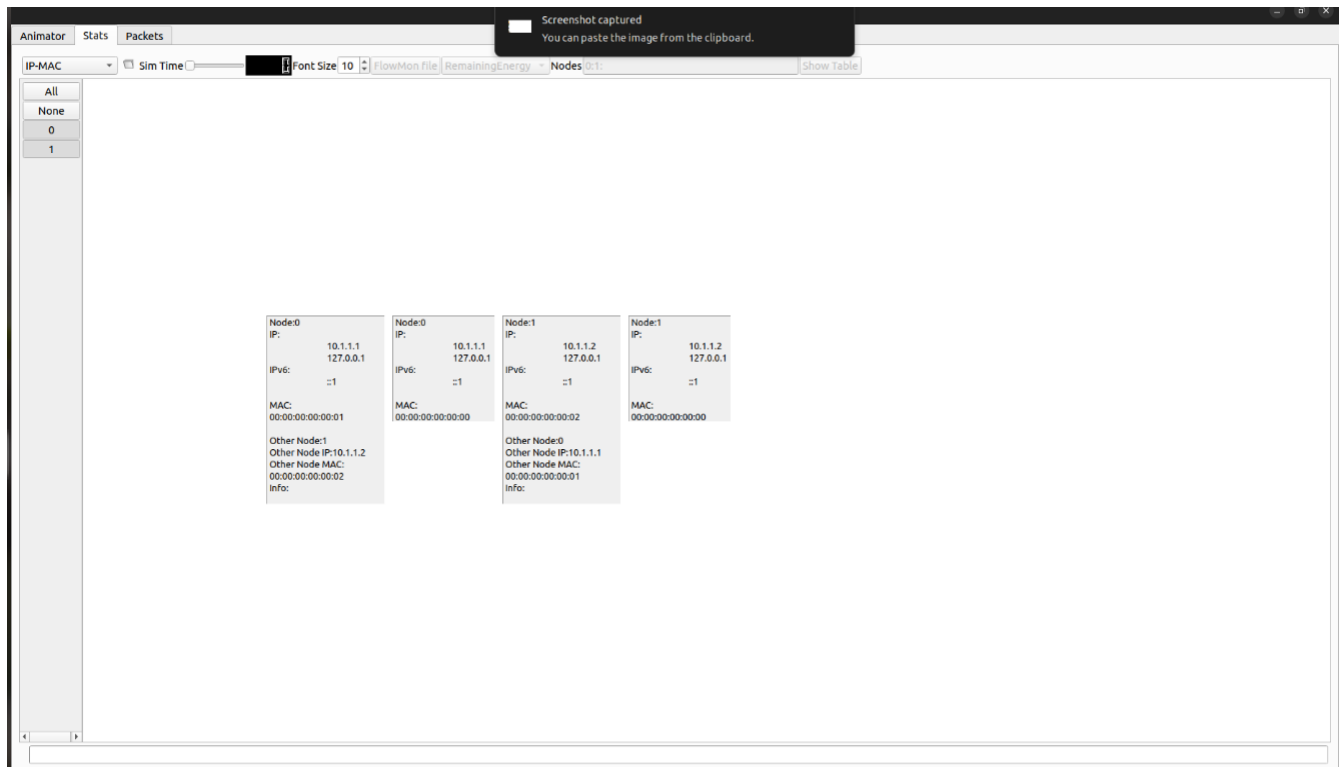 Screenshot captured
You can paste the image from the clipboard.
Animator Stats Packets
IP-MAC Sim Time Font Size 10 FlowMon file RemainingEnergy Nodes 0:1: Show Table
All
None
0
1
Node:0
IP:
10.1.1.1
127.0.0.1
IPv6:
::1
MAC:
00:00:00:00:00:01
Other Node:1
Other Node IP:10.1.1.2
Other Node MAC:
00:00:00:00:00:02
Info:
Node:0
IP:
10.1.1.1
127.0.0.1
IPv6:
::1
MAC:
00:00:00:00:00:00
Node:1
IP:
10.1.1.2
127.0.0.1
IPv6:
::1
MAC:
00:00:00:00:00:02
Other Node:0
Other Node IP:10.1.1.1
Other Node MAC:
00:00:00:00:00:01
Info:
Node:1
IP:
10.1.1.2
127.0.0.1
IPv6:
::1
MAC:
00:00:00:00:00:00